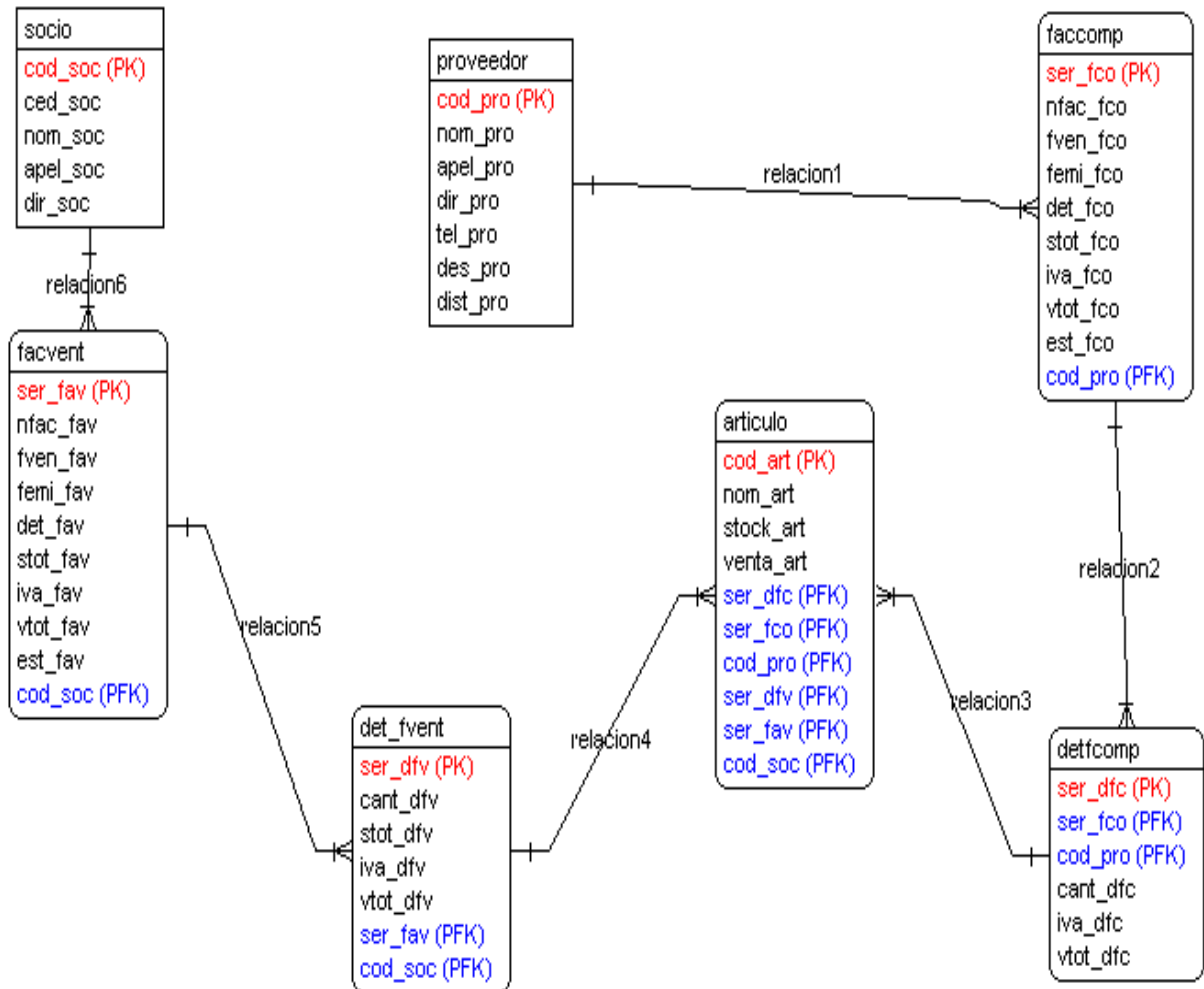 socio
cod_soc (PK)
ced_soc
nom_soc
apel_soc
dir_soc
relacion6
facvent
ser_fav (PK)
nfac_fav
fven_fav
femi_fav
det_fav
stot_fav
iva_fav
vtot_fav
est_fav
cod_soc (PFK)
relacion5
proveedor
cod_pro (PK)
nom_pro
apel_pro
dir_pro
tel_pro
des_pro
dist_pro
relacion1
faccomp
ser_fco (PK)
nfac_fco
fven_fco
femi_fco
det_fco
stot_fco
iva_fco
vtot_fco
est_fco
cod_pro (PFK)
relacion2
articulo
cod_art (PK)
nom_art
stock_art
venta_art
ser_dfc (PFK)
ser_fco (PFK)
cod_pro (PFK)
ser_dfv (PFK)
ser_fav (PFK)
cod_soc (PFK)
relacion4
relacion3
det_fvent
ser_dfv (PK)
cant_dfv
stot_dfv
iva_dfv
vtot_dfv
ser_fav (PFK)
cod_soc (PFK)
detfcomp
ser_dfc (PK)
ser_fco (PFK)
cod_pro (PFK)
cant_dfc
iva_dfc
vtot_dfc